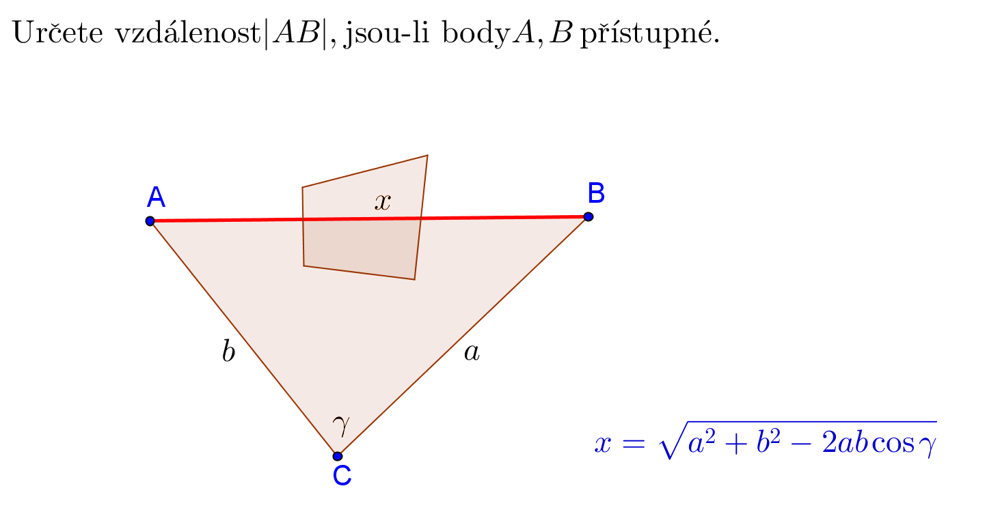 Určete vzdálenost|AB|, jsou-li body A, B přístupné.
A
B
x
b
a
γ
C
x = √(a² + b² − 2ab cos γ)